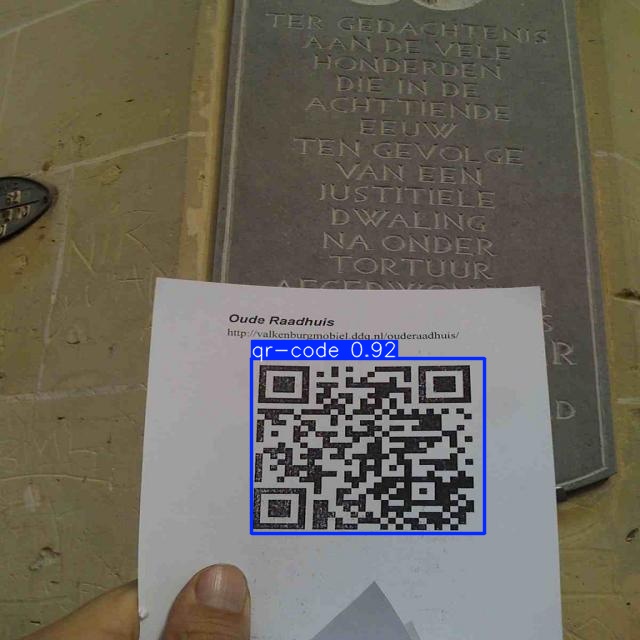 TER GEDACHTENIS
AAN DE VELE
HONDERDEN
DIE IN DE
ACHTTIENDE
EEUW
TEN GEVOLGE
VAN EEN
JUSTITIELE
DWALING
NA ONDER
TORTUUR
Oude Raadhuis
http://valkenburgmobiel.ddg.nl/ouderaadhuis/
qr-code 0.92